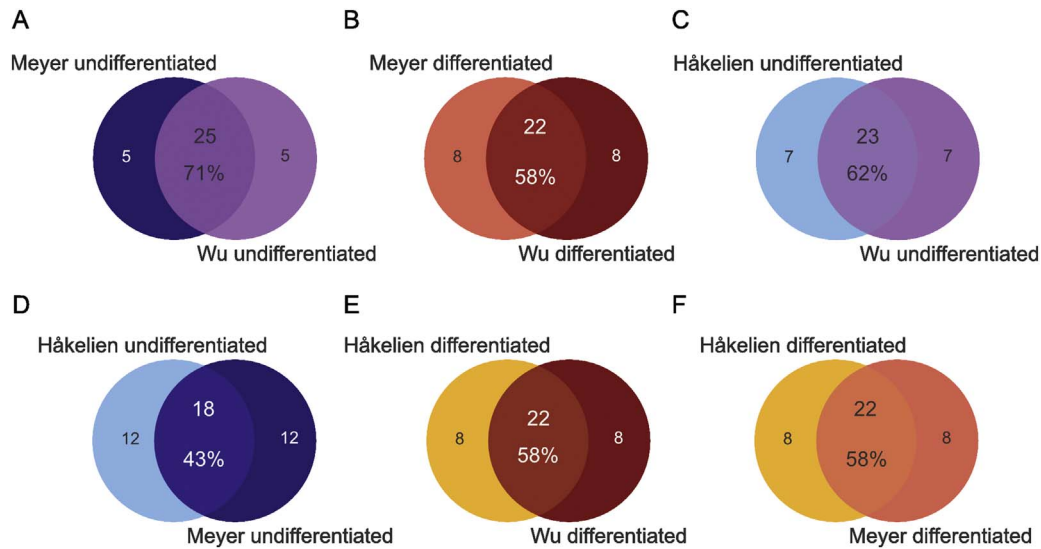 A
Meyer undifferentiated
5
25
71%
5
Wu undifferentiated
B
Meyer differentiated
8
22
58%
8
Wu differentiated
C
Håkelien undifferentiated
7
23
62%
7
Wu undifferentiated
D
Håkelien undifferentiated
12
18
43%
12
Meyer undifferentiated
E
Håkelien differentiated
8
22
58%
8
Wu differentiated
F
Håkelien differentiated
8
22
58%
8
Meyer differentiated